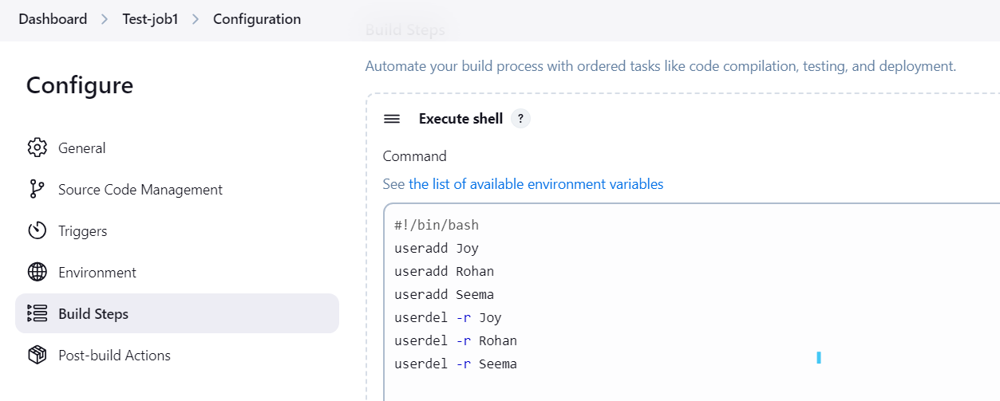 Dashboard > Test-job1 > Configuration
Build Steps
Automate your build process with ordered tasks like code compilation, testing, and deployment.
Configure
General
Source Code Management
Triggers
Environment
Build Steps
Post-build Actions
Execute shell ?
Command
See the list of available environment variables
#!/bin/bash
useradd Joy
useradd Rohan
useradd Seema
userdel -r Joy
userdel -r Rohan
userdel -r Seema